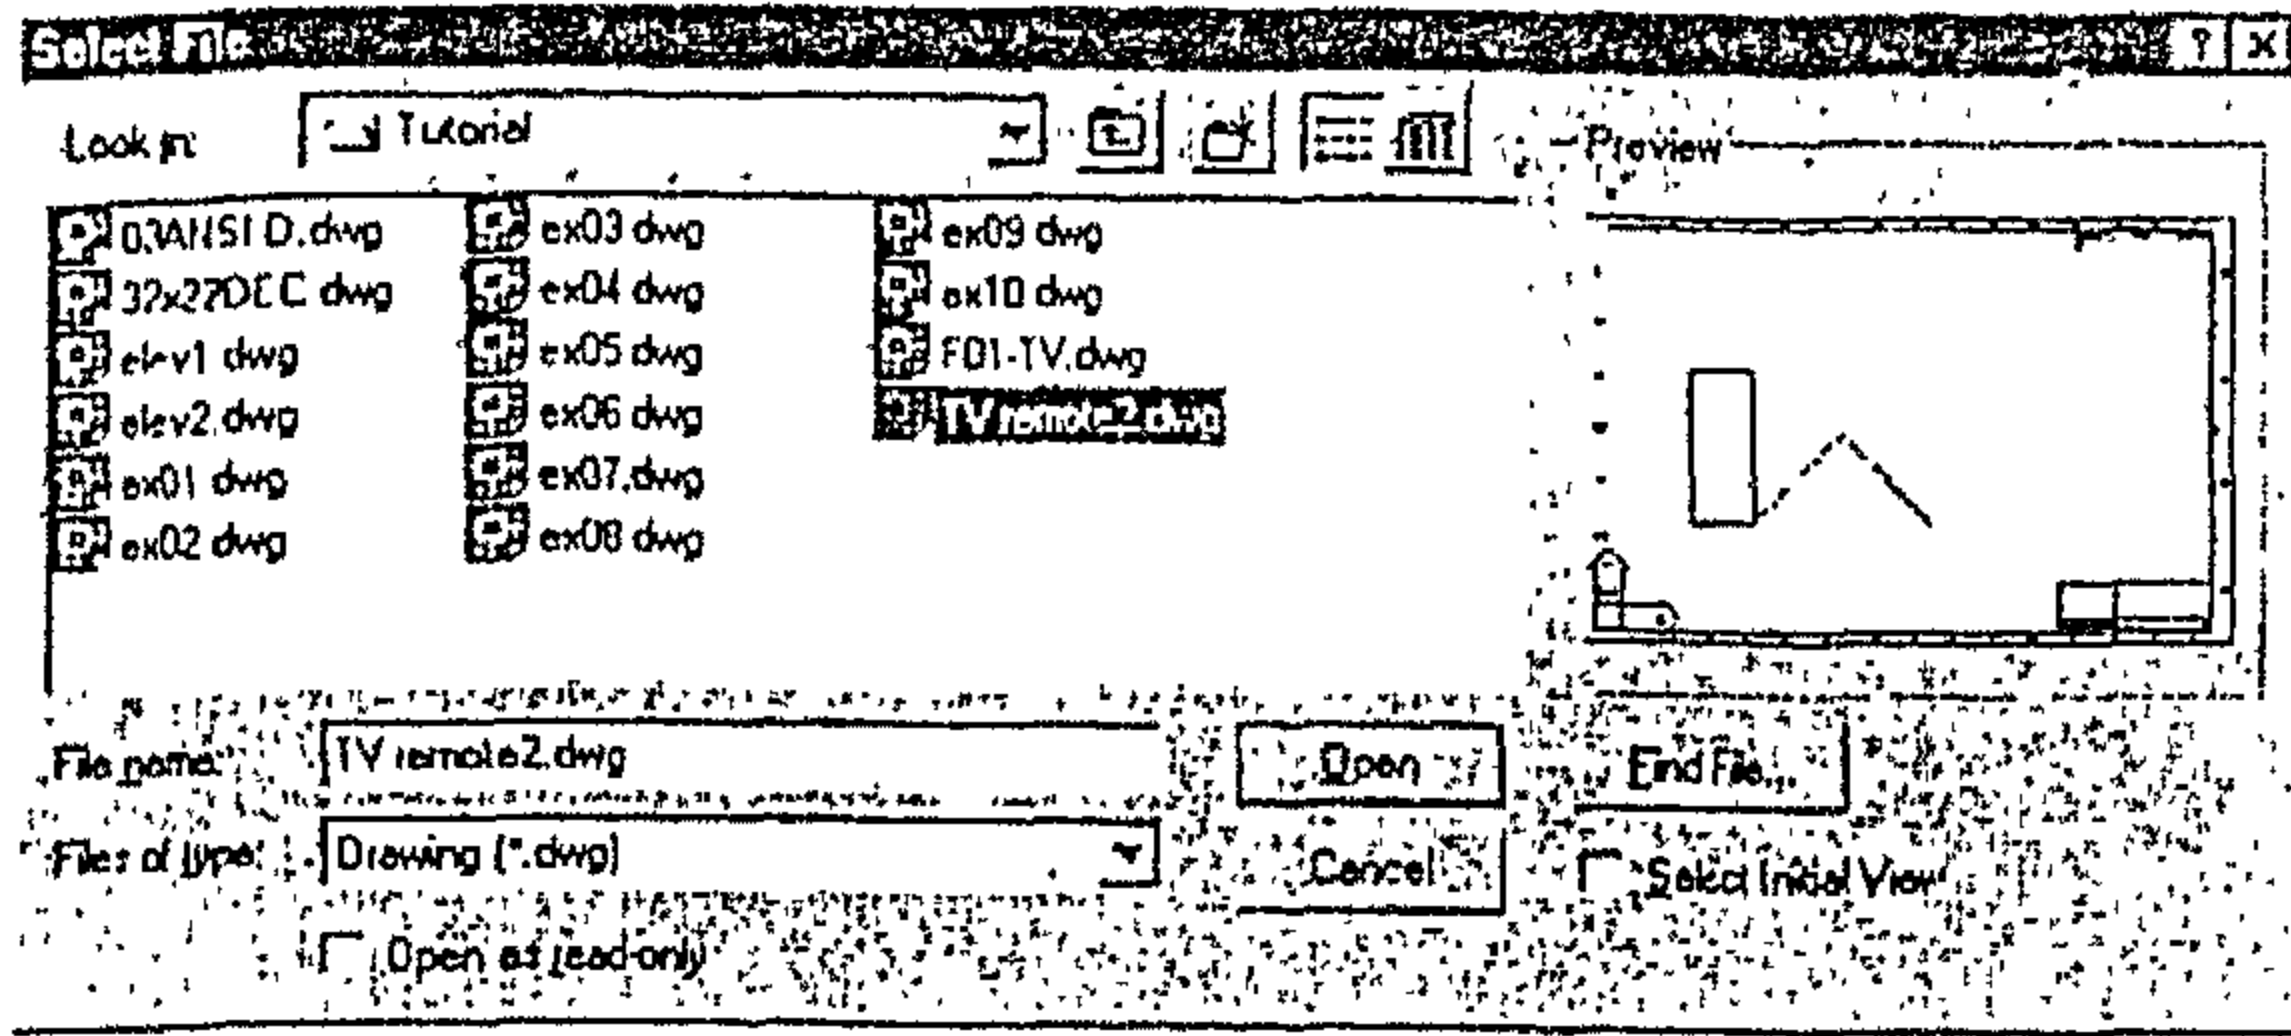 Select File
Look in: Tutorial
Preview
03ANSI D.dwg
elev1 dwg
elev2.dwg
ex01 dwg
ex02 dwg
ex03 dwg
ex04 dwg
ex05 dwg
ex06 dwg
ex07.dwg
ex08 dwg
ex09 dwg
ex10 dwg
F01-TV.dwg
TV remote2.dwg
File name: TV remote2.dwg
Open
Find File...
Files of type: Drawing (*.dwg)
Cancel
Select Initial View
Open as read-only